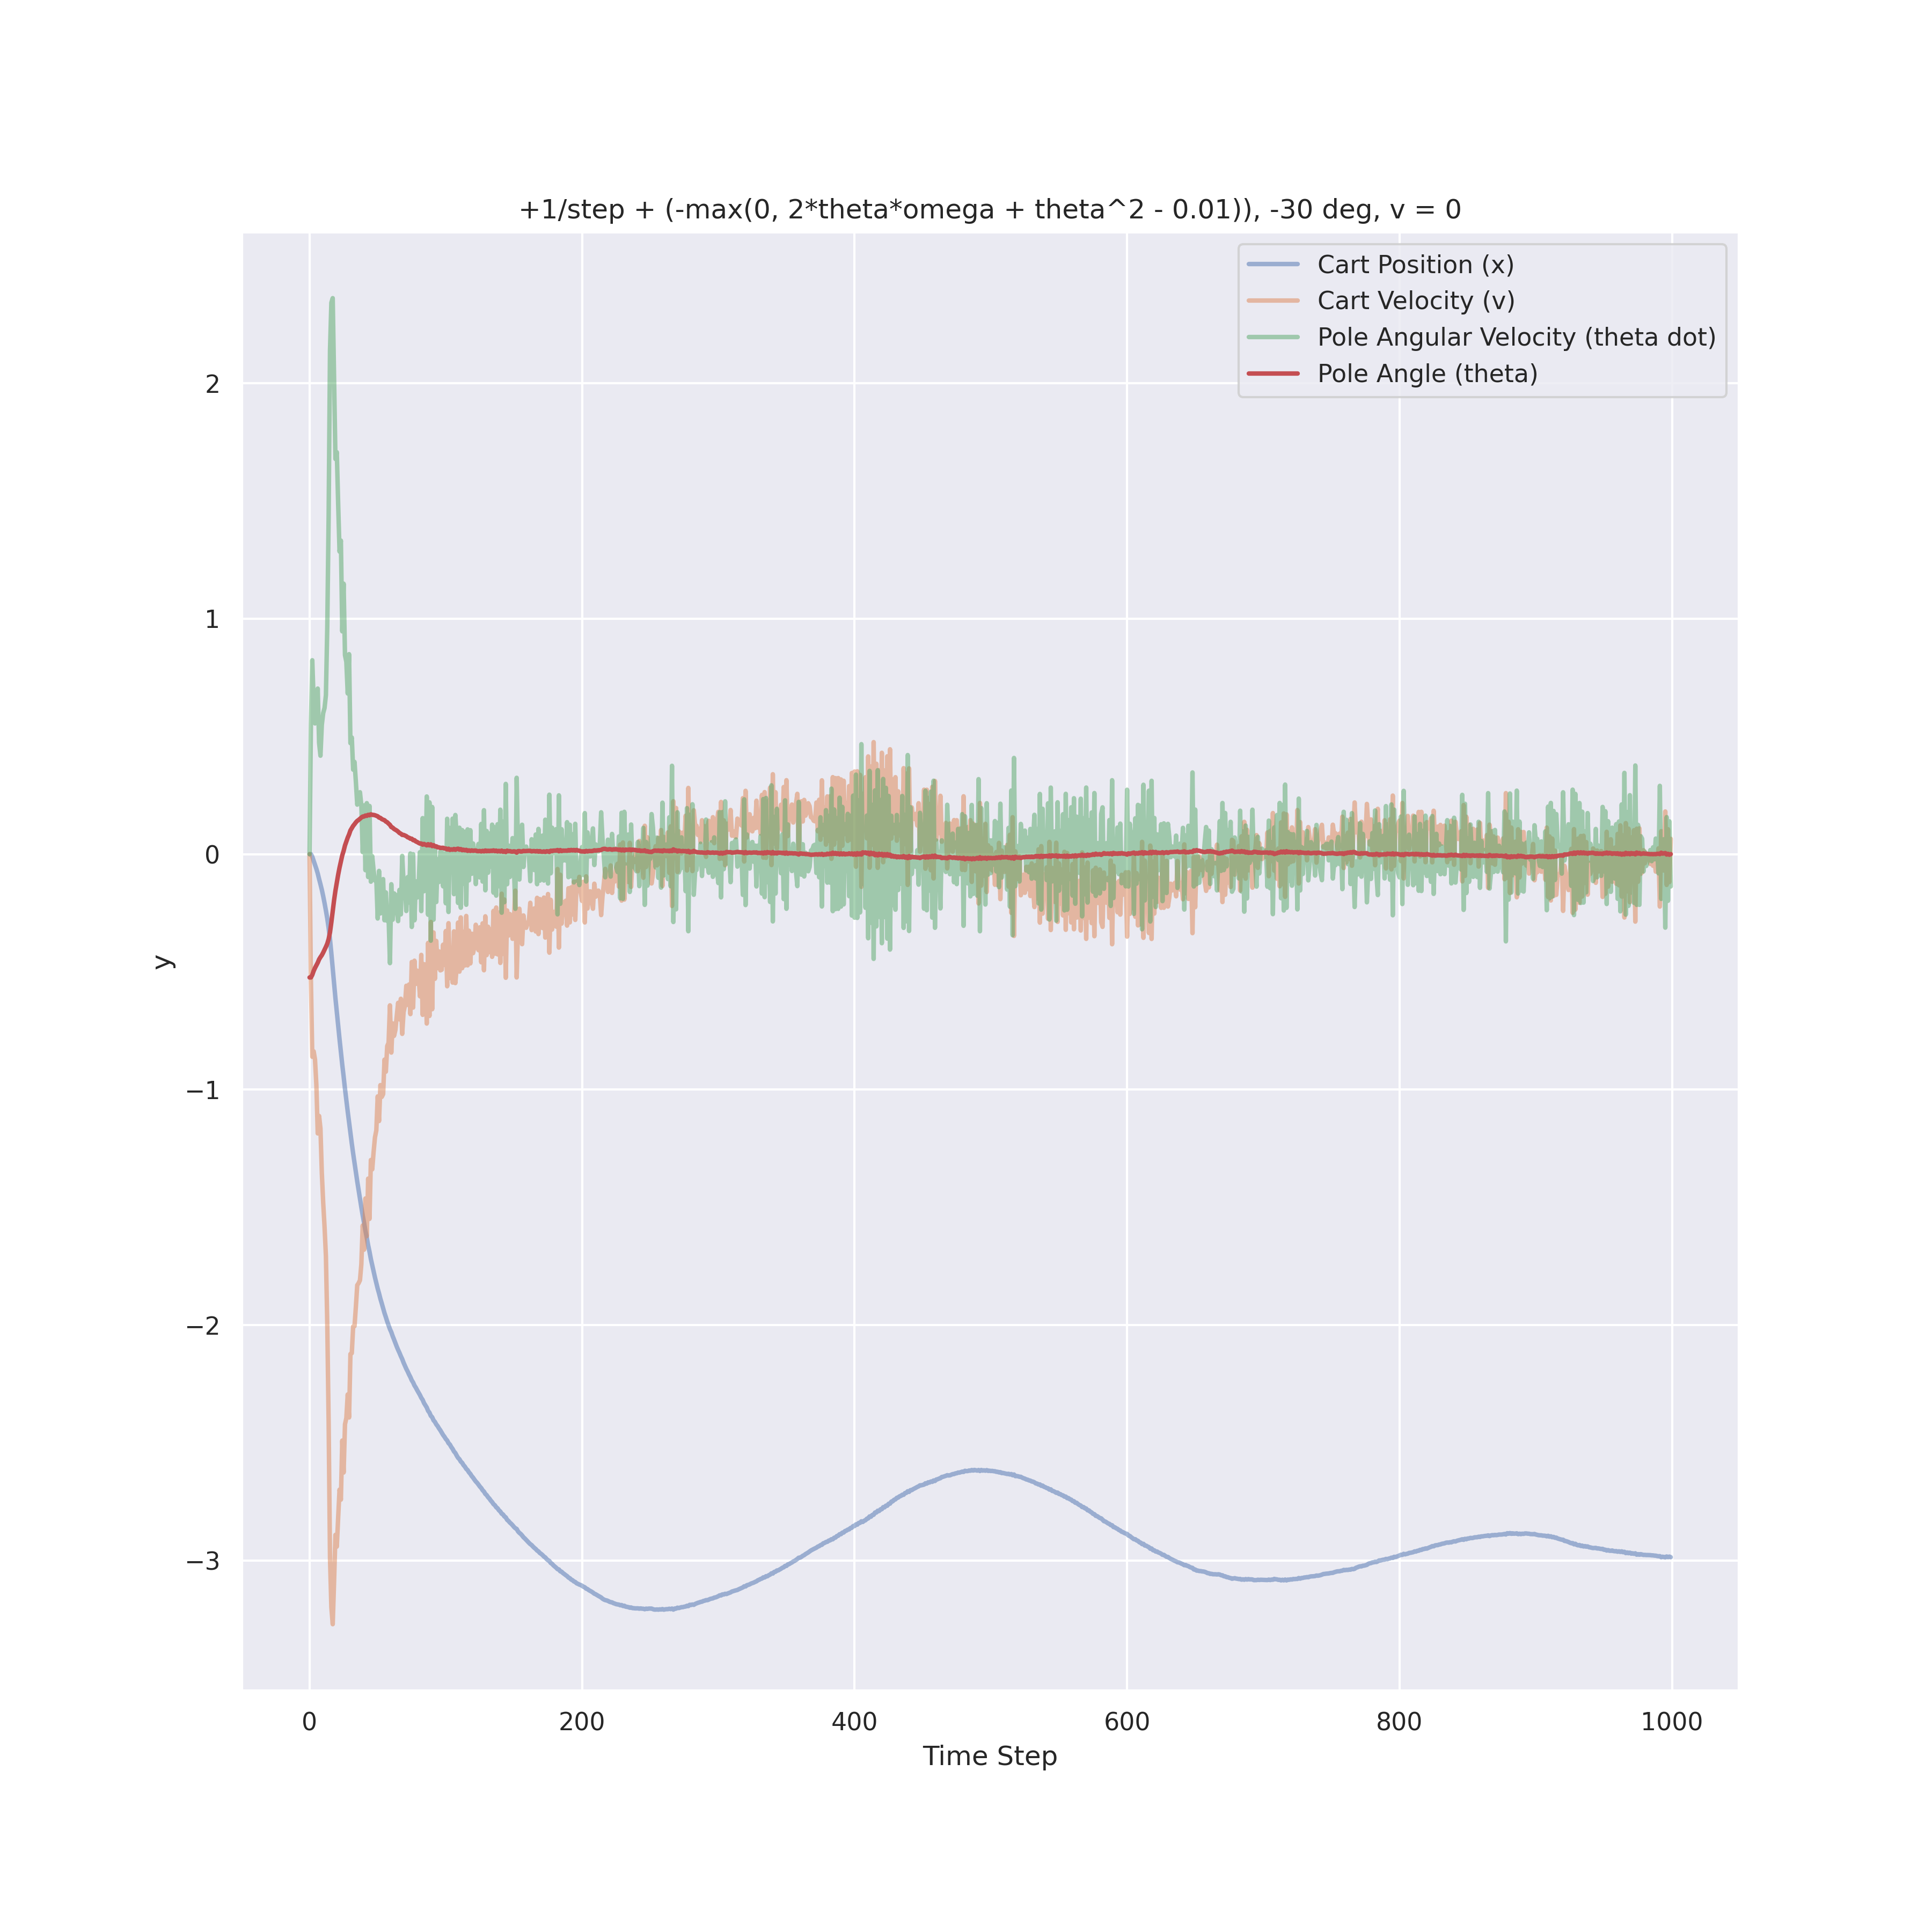 +1/step + (-max(0, 2*theta*omega + theta^2 - 0.01)), -30 deg, v = 0
Cart Position (x)
Cart Velocity (v)
Pole Angular Velocity (theta dot)
Pole Angle (theta)
2
1
0
−1
−2
−3
y
0 200 400 600 800 1000
Time Step